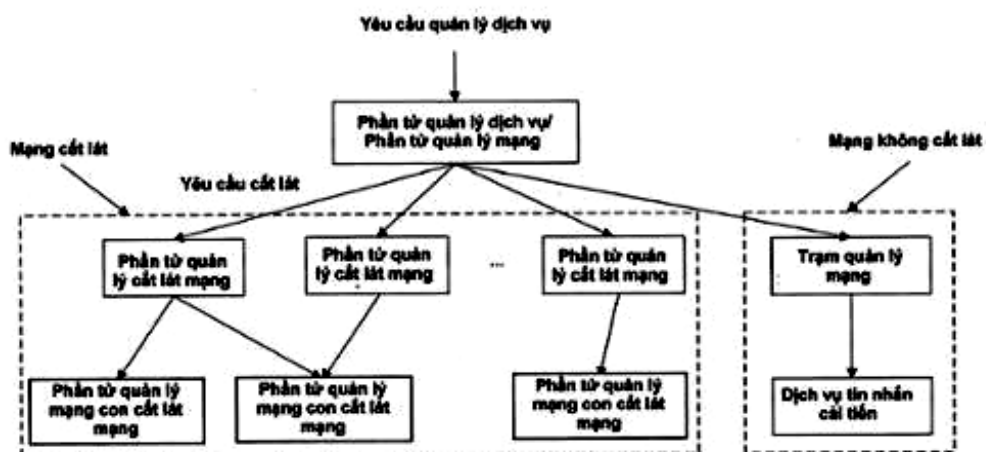 Yêu cầu quản lý dịch vụ
Phần tử quản lý dịch vụ/
Phần tử quản lý mạng
Mạng cắt lát
Mạng không cắt lát
Yêu cầu cắt lát
Phần tử quản
lý cắt lát mạng
Phần tử quản
lý cắt lát mạng
...
Phần tử quản
lý cắt lát mạng
Trạm quản lý
mạng
Phần tử quản lý
mạng con cắt lát
mạng
Phần tử quản lý
mạng con cắt lát
mạng
Phần tử quản lý
mạng con cắt lát
mạng
Dịch vụ tin nhắn
cải tiến